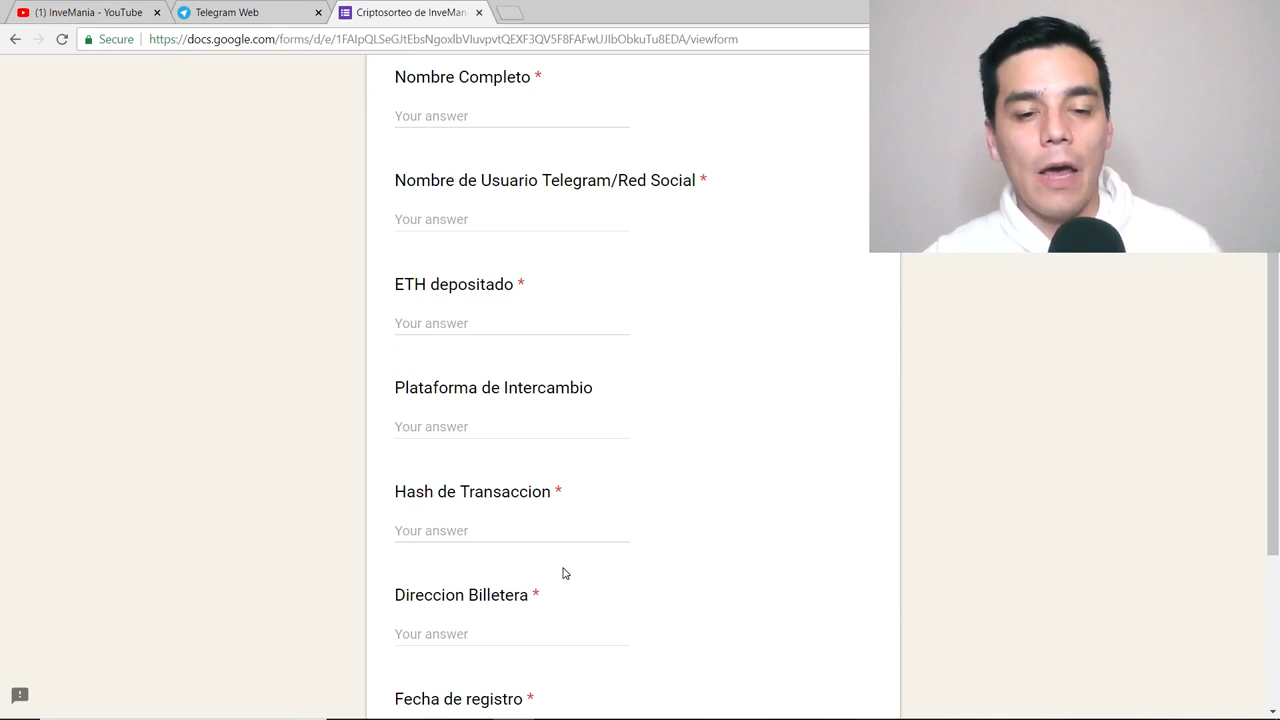 (1) InveMania - YouTube
Telegram Web
Criptosorteo de InveMan
Secure
https://docs.google.com/forms/d/e/1FAIpQLSeGJtEbsNgoxIbVIuvpvtQEXF3QV5F8FAFwUJIbObkuTu8EDA/viewform
Nombre Completo *
Your answer
Nombre de Usuario Telegram/Red Social *
Your answer
ETH depositado *
Your answer
Plataforma de Intercambio
Your answer
Hash de Transaccion *
Your answer
Direccion Billetera *
Your answer
Fecha de registro *